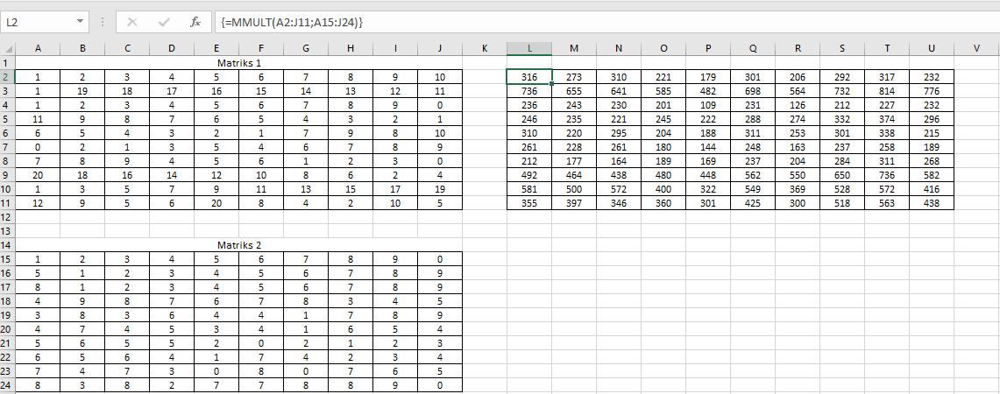 L2 fx {=MMULT(A2:J11;A15:J24)}
A B C D E F G H I J K L M N O P Q R S T U V
1 Matriks 1
2 1 2 3 4 5 6 7 8 9 10 316 273 310 221 179 301 206 292 317 232
3 1 19 18 17 16 15 14 13 12 11 736 655 641 585 482 698 564 732 814 776
4 1 2 3 4 5 6 7 8 9 0 236 243 230 201 109 231 126 212 227 232
5 11 9 8 7 6 5 4 3 2 1 246 235 221 245 222 288 274 332 374 296
6 6 5 4 3 2 1 7 9 8 10 310 220 295 204 188 311 253 301 338 215
7 0 2 1 3 5 4 6 7 8 9 261 228 261 180 144 248 163 237 258 189
8 7 8 9 4 5 6 1 2 3 0 212 177 164 189 169 237 204 284 311 268
9 20 18 16 14 12 10 8 6 2 4 492 464 438 480 448 562 550 650 736 582
10 1 3 5 7 9 11 13 15 17 19 581 500 572 400 322 549 369 528 572 416
11 12 9 5 6 20 8 4 2 10 5 355 397 346 360 301 425 300 518 563 438
12
13
14 Matriks 2
15 1 2 3 4 5 6 7 8 9 0
16 5 1 2 3 4 5 6 7 8 9
17 8 1 2 3 4 5 6 7 8 9
18 4 9 8 7 6 7 8 3 4 5
19 3 8 3 6 4 4 1 7 8 9
20 4 7 4 5 3 4 1 6 5 4
21 5 6 5 5 2 0 2 1 2 3
22 6 5 6 4 1 7 4 2 3 4
23 7 4 7 3 0 8 0 7 6 5
24 8 3 8 2 7 7 8 8 9 0